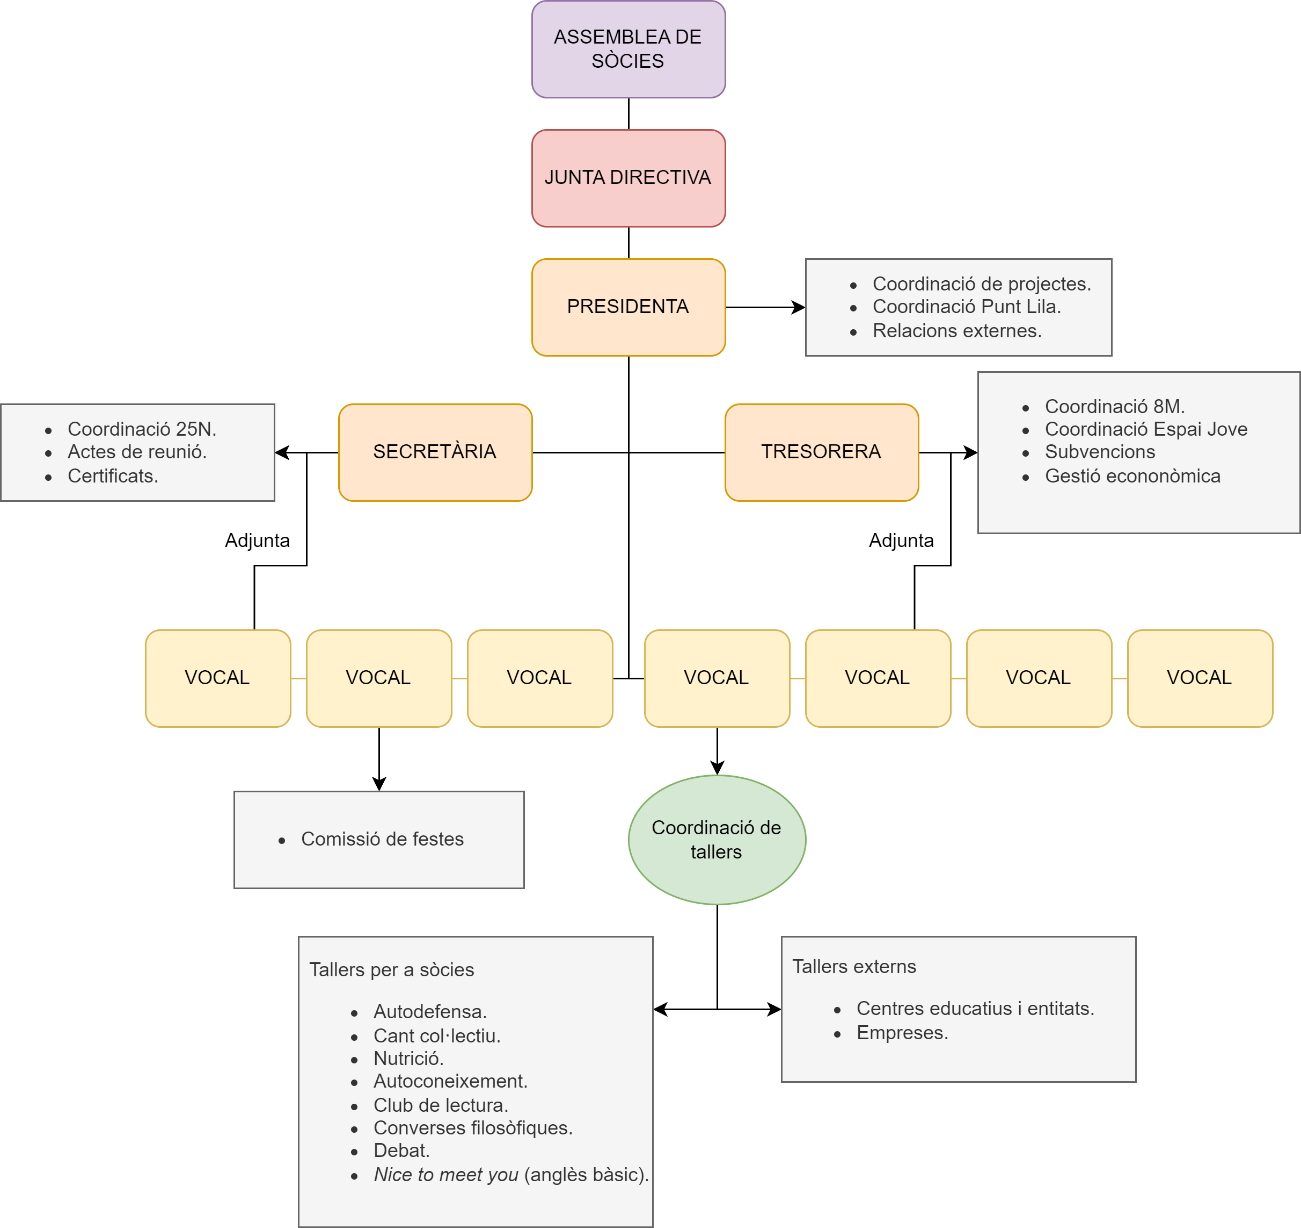 ASSEMBLEA DE
SÒCIES
JUNTA DIRECTIVA
PRESIDENTA
• Coordinació de projectes.
• Coordinació Punt Lila.
• Relacions externes.
• Coordinació 25N.
• Actes de reunió.
• Certificats.
SECRETÀRIA
TRESORERA
• Coordinació 8M.
• Coordinació Espai Jove
• Subvencions
• Gestió econonòmica
Adjunta
Adjunta
VOCAL
VOCAL
VOCAL
VOCAL
VOCAL
VOCAL
VOCAL
• Comissió de festes
Coordinació de
tallers
Tallers per a sòcies
• Autodefensa.
• Cant col·lectiu.
• Nutrició.
• Autoconeixement.
• Club de lectura.
• Converses filosòfiques.
• Debat.
• Nice to meet you (anglès bàsic).
Tallers externs
• Centres educatius i entitats.
• Empreses.